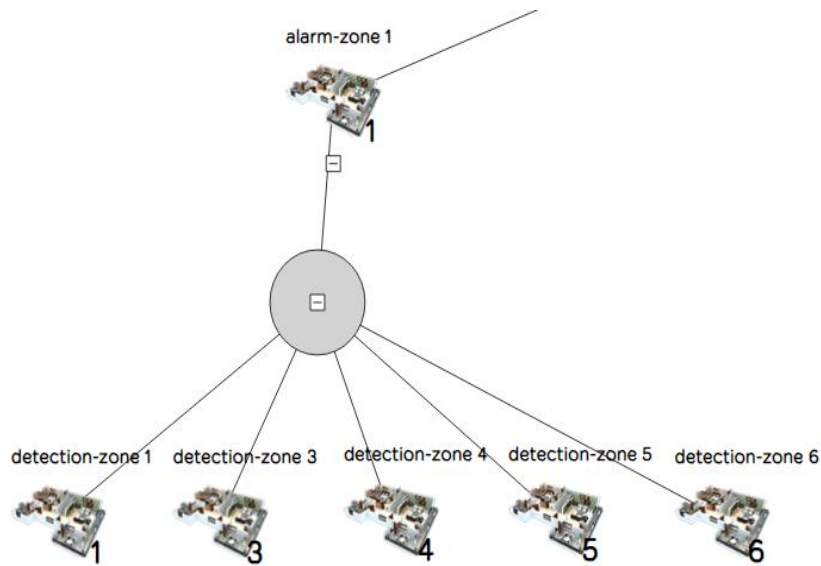 alarm-zone 1
1
detection-zone 1
detection-zone 3
detection-zone 4
detection-zone 5
detection-zone 6
1
3
4
5
6